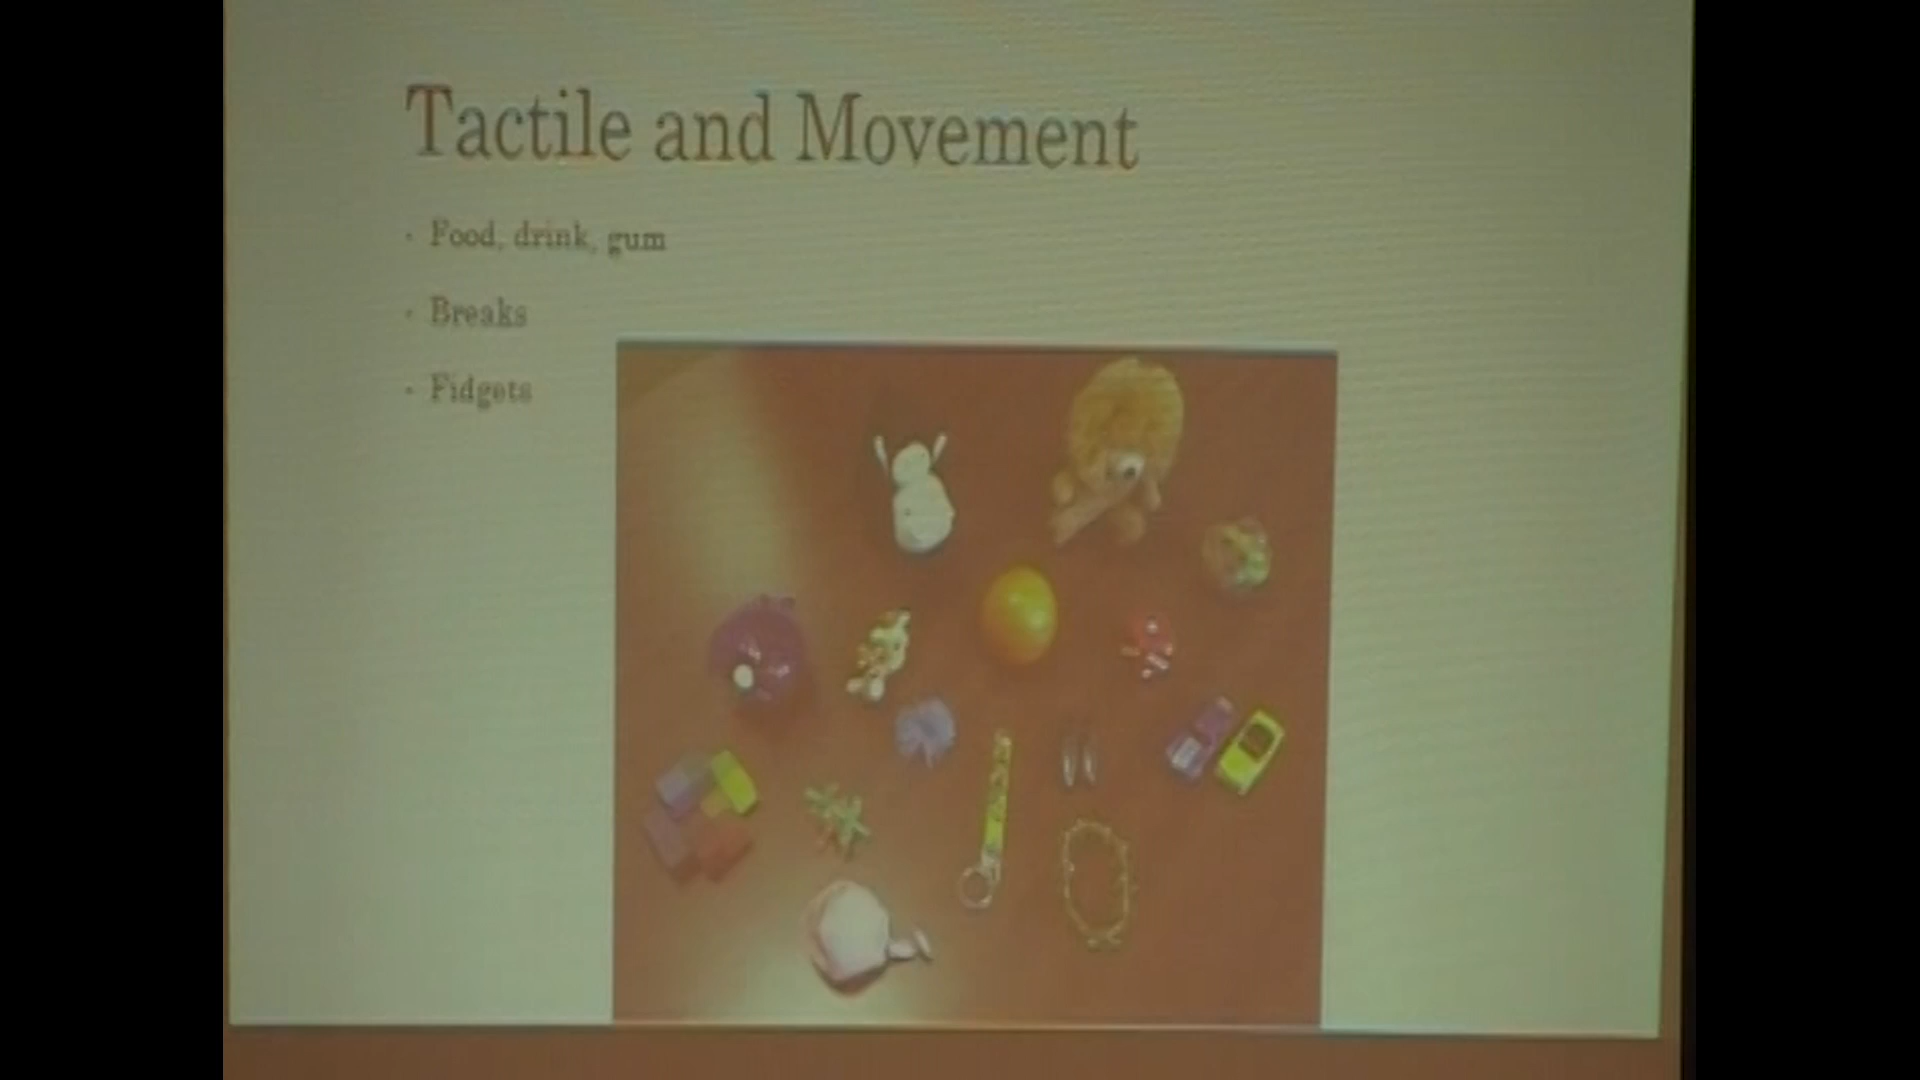 Tactile and Movement
• Food, drink, gum
• Breaks
• Fidgets